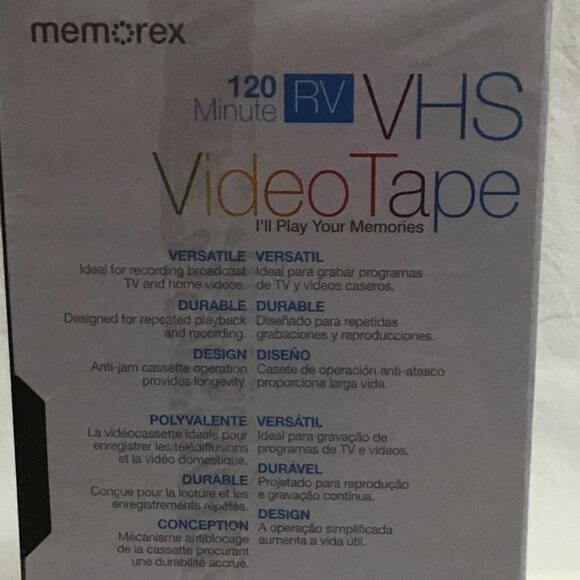 memorex
120 Minute RV VHS
VideoTape
I'll Play Your Memories
VERSATILE
Ideal for recording broadcast
TV and home videos.
DURABLE
Designed for repeated playback
and recording.
DESIGN
Anti-jam cassette operation
provides longevity.
VERSATIL
Ideal para grabar programas
de TV y videos caseros.
DURABLE
Diseñado para repetidas
grabaciones y reproducciones.
DISEÑO
Casete de operación anti-atasco
proporciona larga vida
POLYVALENTE
La vidéocassette idéale pour
enregistrer les télédiffusions
et la vidéo domestique.
DURABLE
Conçue pour la lecture et les
enregistrements répétés.
CONCEPTION
Mécanisme antiblocage
de la cassette procurant
une durabilité accrue.
VERSÁTIL
Ideal para gravação de
programas de TV e vídeos.
DURÁVEL
Projetado para reprodução
e gravação contínua.
DESIGN
A operação simplificada
aumenta a vida útil.